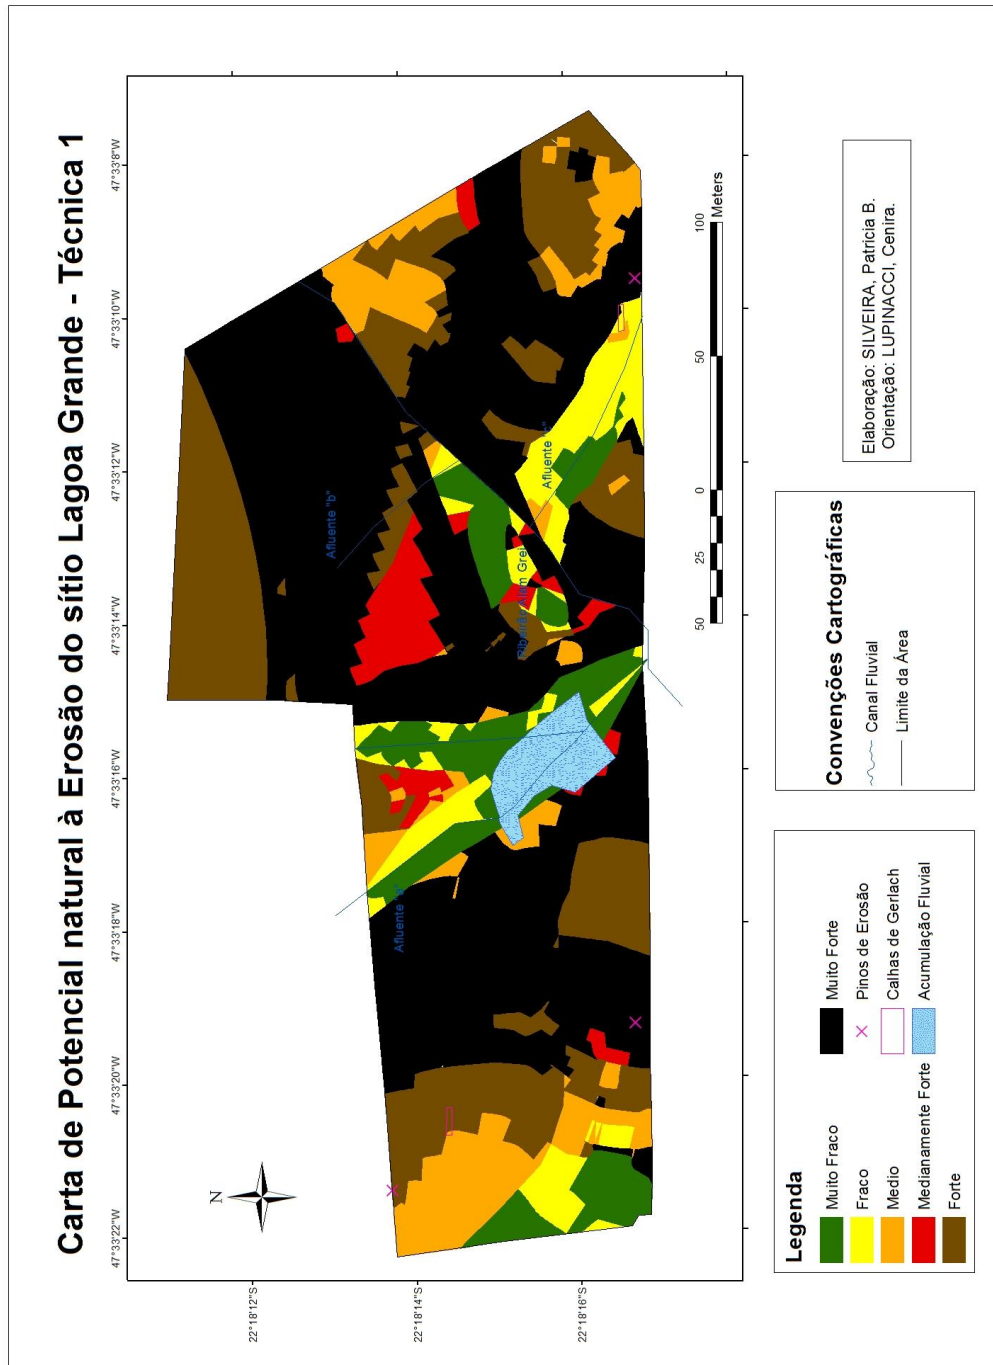 Carta de Potencial natural à Erosão do sítio Lagoa Grande - Técnica 1
47°33'22"W
47°33'20"W
47°33'18"W
47°33'16"W
47°33'14"W
47°33'12"W
47°33'10"W
47°33'8"W
N
22°18'12"S
22°18'14"S
22°18'16"S
Afluente "b"
Afluente
Ribeirão Alam Grei
Afluente
50
25
0
50
100
Meters
Legenda
Muito Fraco
Fraco
Medio
Medianamente Forte
Forte
Muito Forte
Pinos de Erosão
Calhas de Gerlach
Acumulação Fluvial
Convenções Cartográficas
Canal Fluvial
Limite da Área
Elaboração: SILVEIRA, Patricia B.
Orientação: LUPINACCI, Cenira.